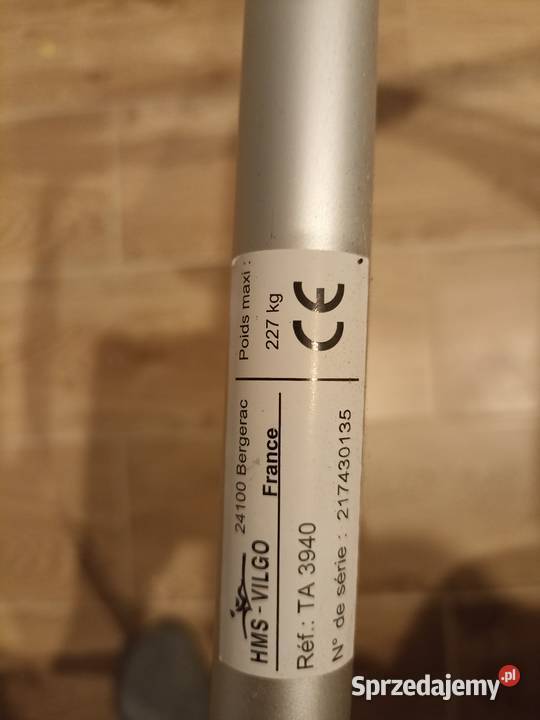 HMS - VILGO
24100 Bergerac
France
Poids maxi :
227 kg
CE
Réf.: TA 3940
N° de série : 217430135
Sprzedajemy.pl